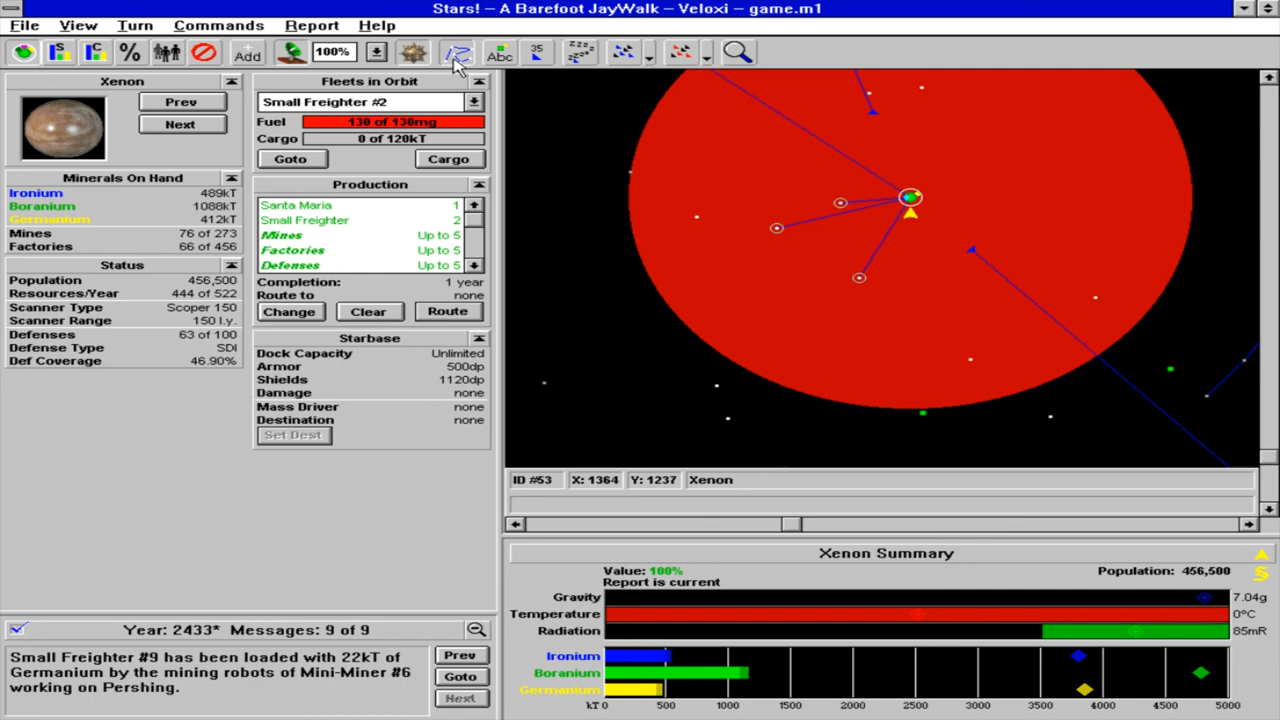 Stars! – A Barefoot JayWalk – Veloxi – game.m1
File View Turn Commands Report Help
% Add 100% Abc 35 Zzzz zzzz
Xenon
Prev
Next
Minerals On Hand
Ironium 489kT
Boranium 1088kT
Germanium 412kT
Mines 76 of 273
Factories 66 of 456
Status
Population 456,500
Resources/Year 444 of 522
Scanner Type Scoper 150
Scanner Range 150 l.y.
Defenses 63 of 100
Defense Type SDI
Def Coverage 46.90%
Fleets in Orbit
Small Freighter #2
Fuel 130 of 130mg
Cargo 0 of 120kT
Goto Cargo
Production
Santa Maria 1
Small Freighter 2
Mines Up to 5
Factories Up to 5
Defenses Up to 5
Completion: 1 year
Route to none
Change Clear Route
Starbase
Dock Capacity Unlimited
Armor 500dp
Shields 1120dp
Damage none
Mass Driver none
Destination none
Set Dest
ID #53 X: 1364 Y: 1237 Xenon
Xenon Summary
Value: 100% Population: 456,500
Report is current
Gravity 7.04g
Temperature 0°C
Radiation 85mR
Ironium
Boranium
Germanium
kT 0 500 1000 1500 2000 2500 3000 3500 4000 4500 5000
Year: 2433* Messages: 9 of 9
Small Freighter #9 has been loaded with 22kT of
Germanium by the mining robots of Mini-Miner #6
working on Pershing.
Prev
Goto
Next